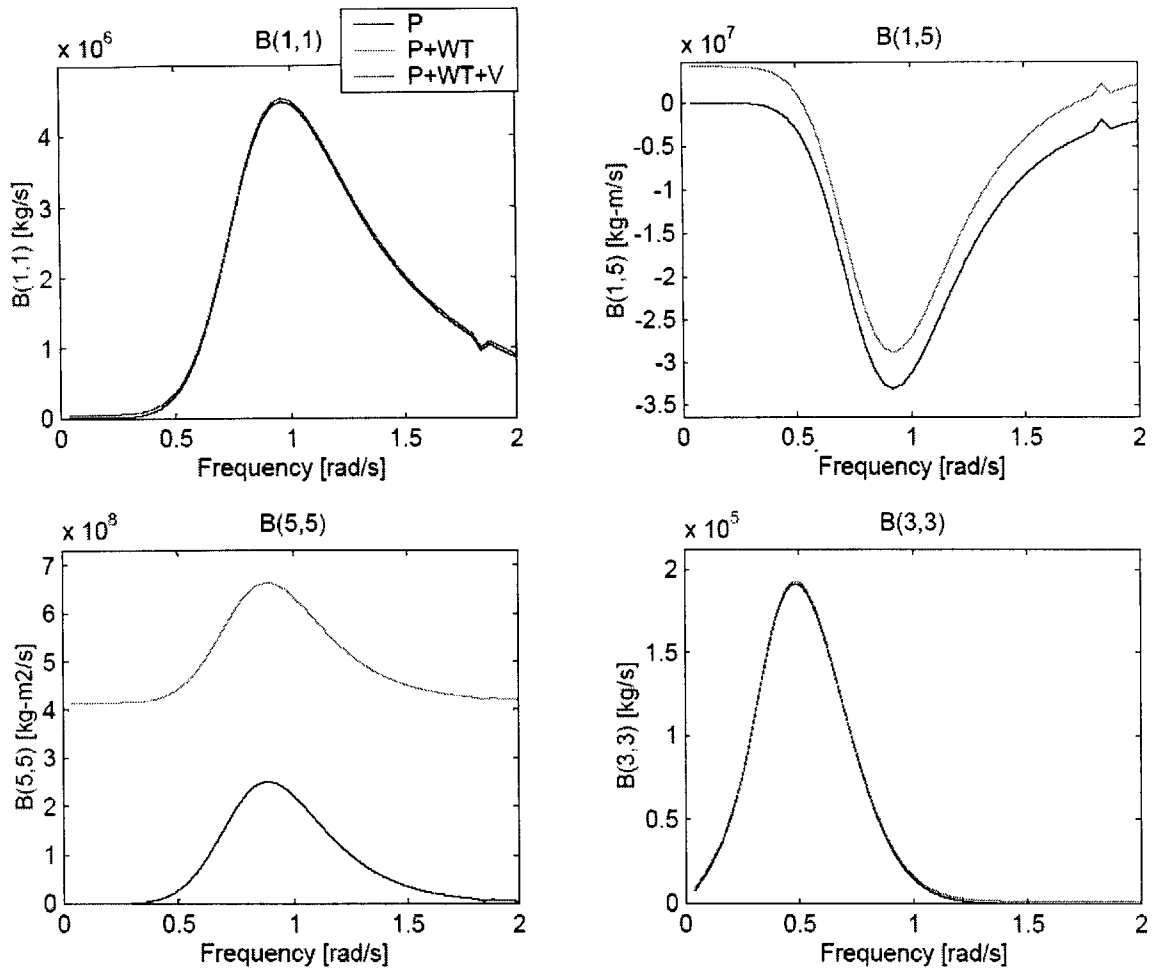 P
P+WT
P+WT+V
x 10^6
B(1,1)
4
2
0
B(1,1) [kg/s]
0
0.5
1
1.5
2
Frequency [rad/s]
x 10^7
B(1,5)
0
-0.5
-1
-1.5
-2
-2.5
-3
-3.5
B(1,5) [kg-m/s]
0
0.5
1
1.5
2
Frequency [rad/s]
x 10^8
B(5,5)
7
6
5
4
3
2
1
0
B(5,5) [kg-m2/s]
0
0.5
1
1.5
2
Frequency [rad/s]
x 10^5
B(3,3)
2
1.5
1
0.5
0
B(3,3) [kg/s]
0
0.5
1
1.5
2
Frequency [rad/s]